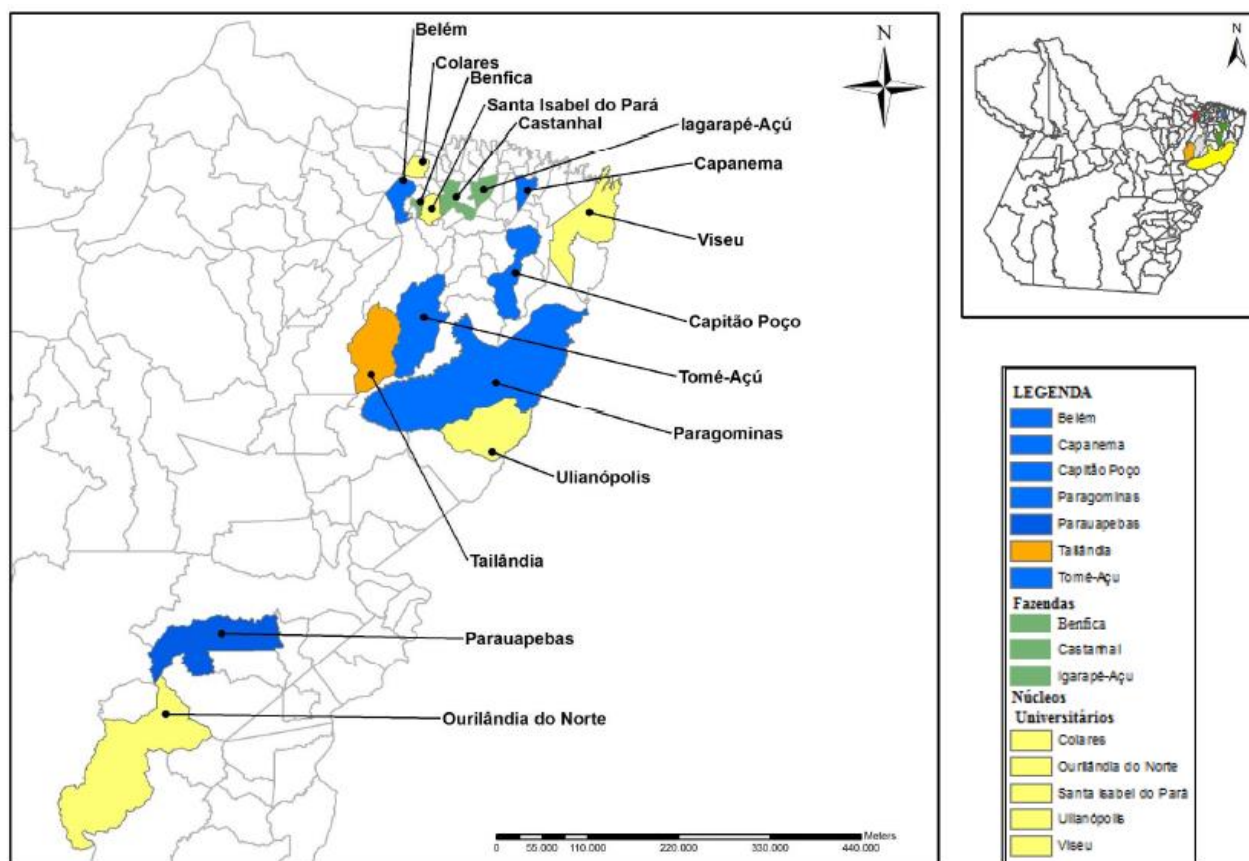 Belém
Colares
Benfica
Santa Isabel do Pará
Castanhal
Iagarapé-Açú
Capanema
Viseu
Capitão Poço
Tomé-Açú
Paragominas
Ulianópolis
Tailândia
Parauapebas
Ourilândia do Norte
N
Meters
0 55.000 110.000 220.000 330.000 440.000
N
LEGENDA
Belém
Capanema
Capitão Poço
Paragominas
Parauapebas
Tailândia
Tomé-Açu
Fazendas
Benfica
Castanhal
Igarapé-Açu
Núcleos
Universitários
Colares
Ourilândia do Norte
Santa Isabel do Pará
Ulianópolis
Viseu